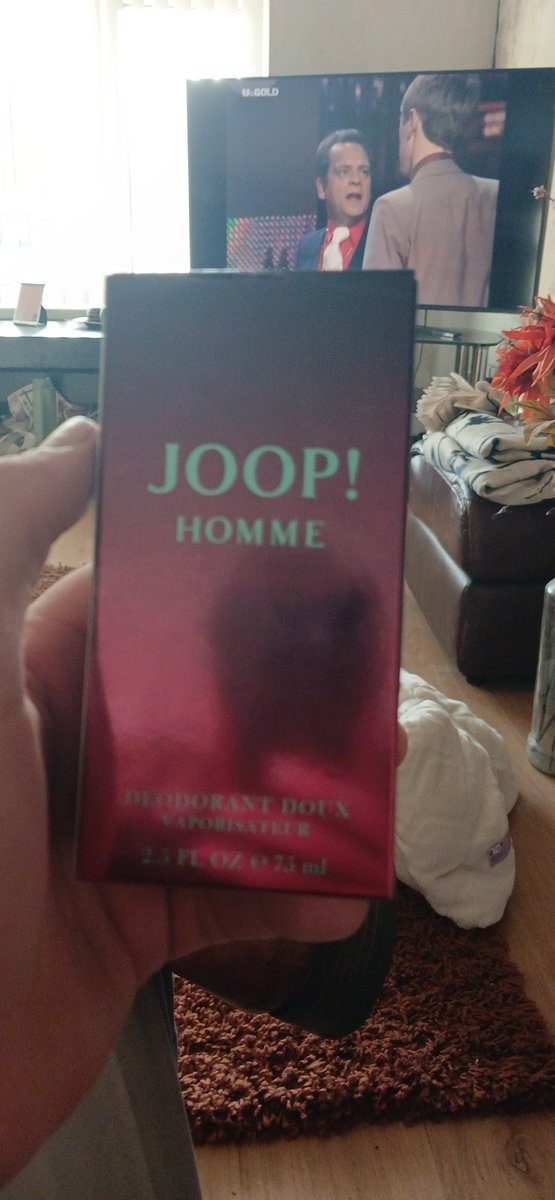 U&GOLD
JOOP!
HOMME
DEODORANT DOUX
VAPORISATEUR
2.5 FL OZ e 75 ml